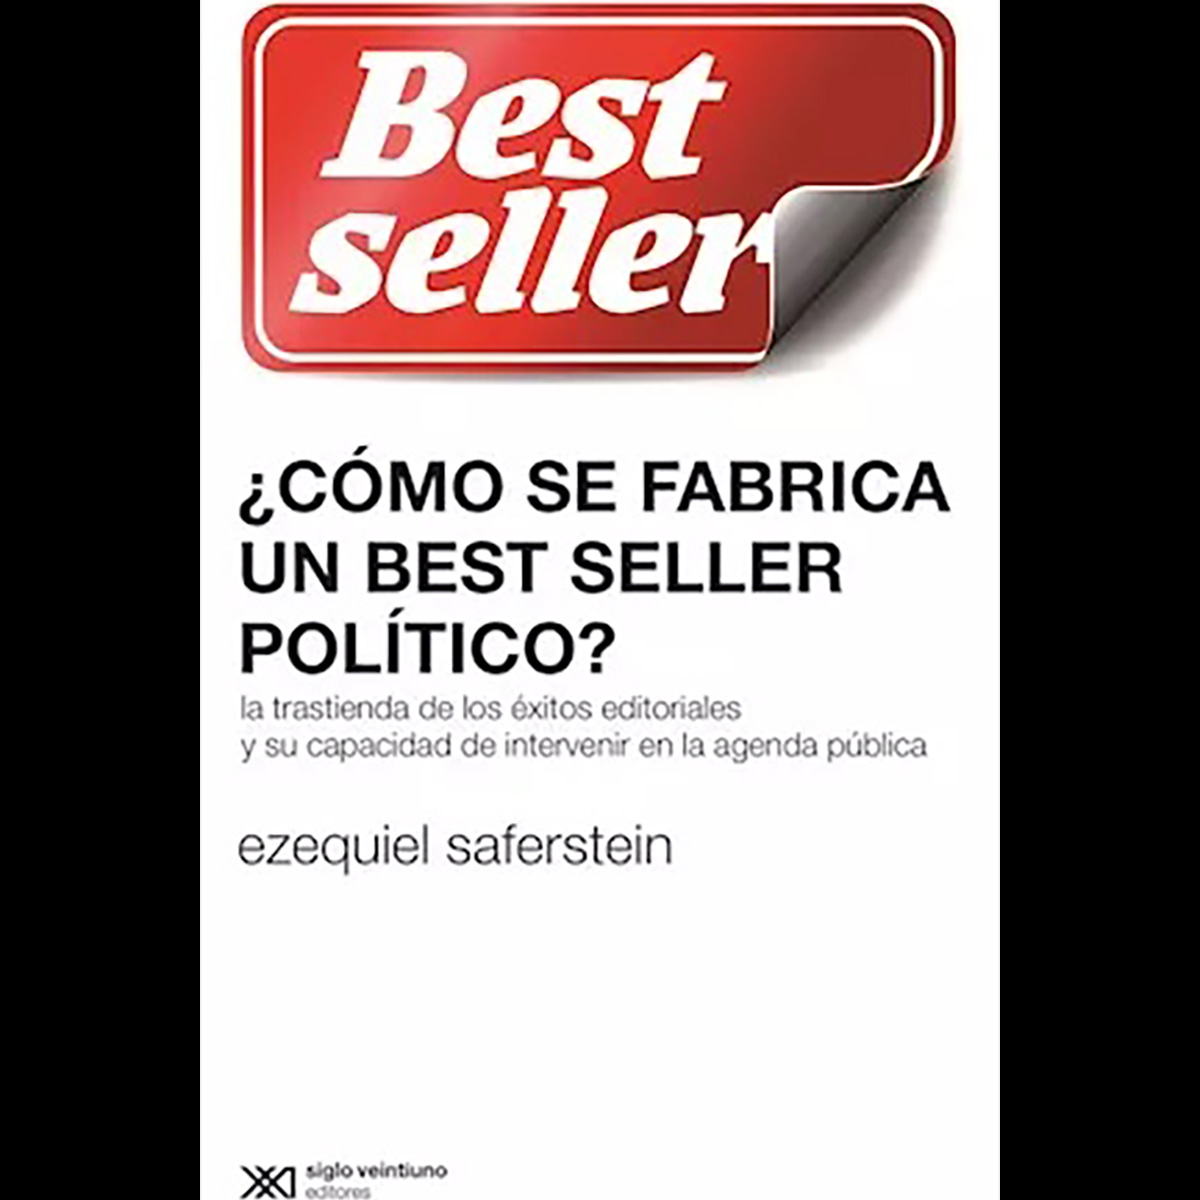 Best
seller
¿CÓMO SE FABRICA
UN BEST SELLER
POLÍTICO?
la trastienda de los éxitos editoriales
y su capacidad de intervenir en la agenda pública
ezequiel saferstein
siglo veintiuno
editores